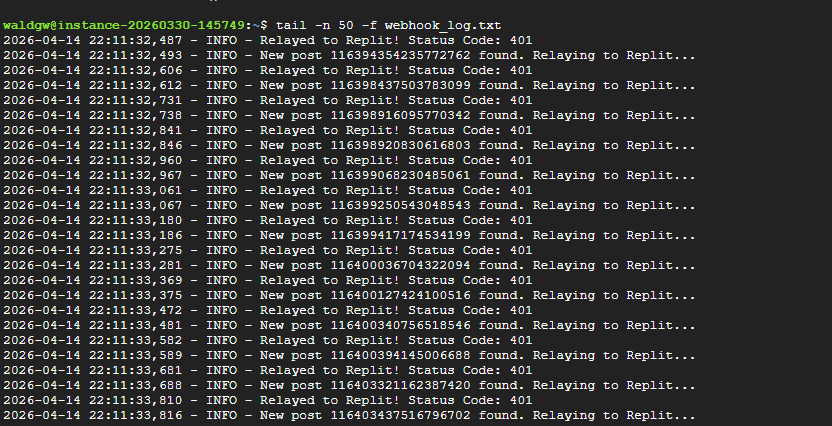 waldgw@instance-20260330-145749:~$ tail -n 50 -f webhook_log.txt
2026-04-14 22:11:32,487 - INFO - Relayed to Replit! Status Code: 401
2026-04-14 22:11:32,493 - INFO - New post 116394354235772762 found. Relaying to Replit...
2026-04-14 22:11:32,606 - INFO - Relayed to Replit! Status Code: 401
2026-04-14 22:11:32,612 - INFO - New post 116398437503783099 found. Relaying to Replit...
2026-04-14 22:11:32,731 - INFO - Relayed to Replit! Status Code: 401
2026-04-14 22:11:32,738 - INFO - New post 116398916095770342 found. Relaying to Replit...
2026-04-14 22:11:32,841 - INFO - Relayed to Replit! Status Code: 401
2026-04-14 22:11:32,846 - INFO - New post 116398920830616803 found. Relaying to Replit...
2026-04-14 22:11:32,960 - INFO - Relayed to Replit! Status Code: 401
2026-04-14 22:11:32,967 - INFO - New post 116399068230485061 found. Relaying to Replit...
2026-04-14 22:11:33,061 - INFO - Relayed to Replit! Status Code: 401
2026-04-14 22:11:33,067 - INFO - New post 116399250543048543 found. Relaying to Replit...
2026-04-14 22:11:33,180 - INFO - Relayed to Replit! Status Code: 401
2026-04-14 22:11:33,186 - INFO - New post 116399417174534199 found. Relaying to Replit...
2026-04-14 22:11:33,275 - INFO - Relayed to Replit! Status Code: 401
2026-04-14 22:11:33,281 - INFO - New post 116400036704322094 found. Relaying to Replit...
2026-04-14 22:11:33,369 - INFO - Relayed to Replit! Status Code: 401
2026-04-14 22:11:33,375 - INFO - New post 116400127424100516 found. Relaying to Replit...
2026-04-14 22:11:33,472 - INFO - Relayed to Replit! Status Code: 401
2026-04-14 22:11:33,481 - INFO - New post 116400340756518546 found. Relaying to Replit...
2026-04-14 22:11:33,582 - INFO - Relayed to Replit! Status Code: 401
2026-04-14 22:11:33,589 - INFO - New post 116400394145006688 found. Relaying to Replit...
2026-04-14 22:11:33,681 - INFO - Relayed to Replit! Status Code: 401
2026-04-14 22:11:33,688 - INFO - New post 116403321162387420 found. Relaying to Replit...
2026-04-14 22:11:33,810 - INFO - Relayed to Replit! Status Code: 401
2026-04-14 22:11:33,816 - INFO - New post 116403437516796702 found. Relaying to Replit...